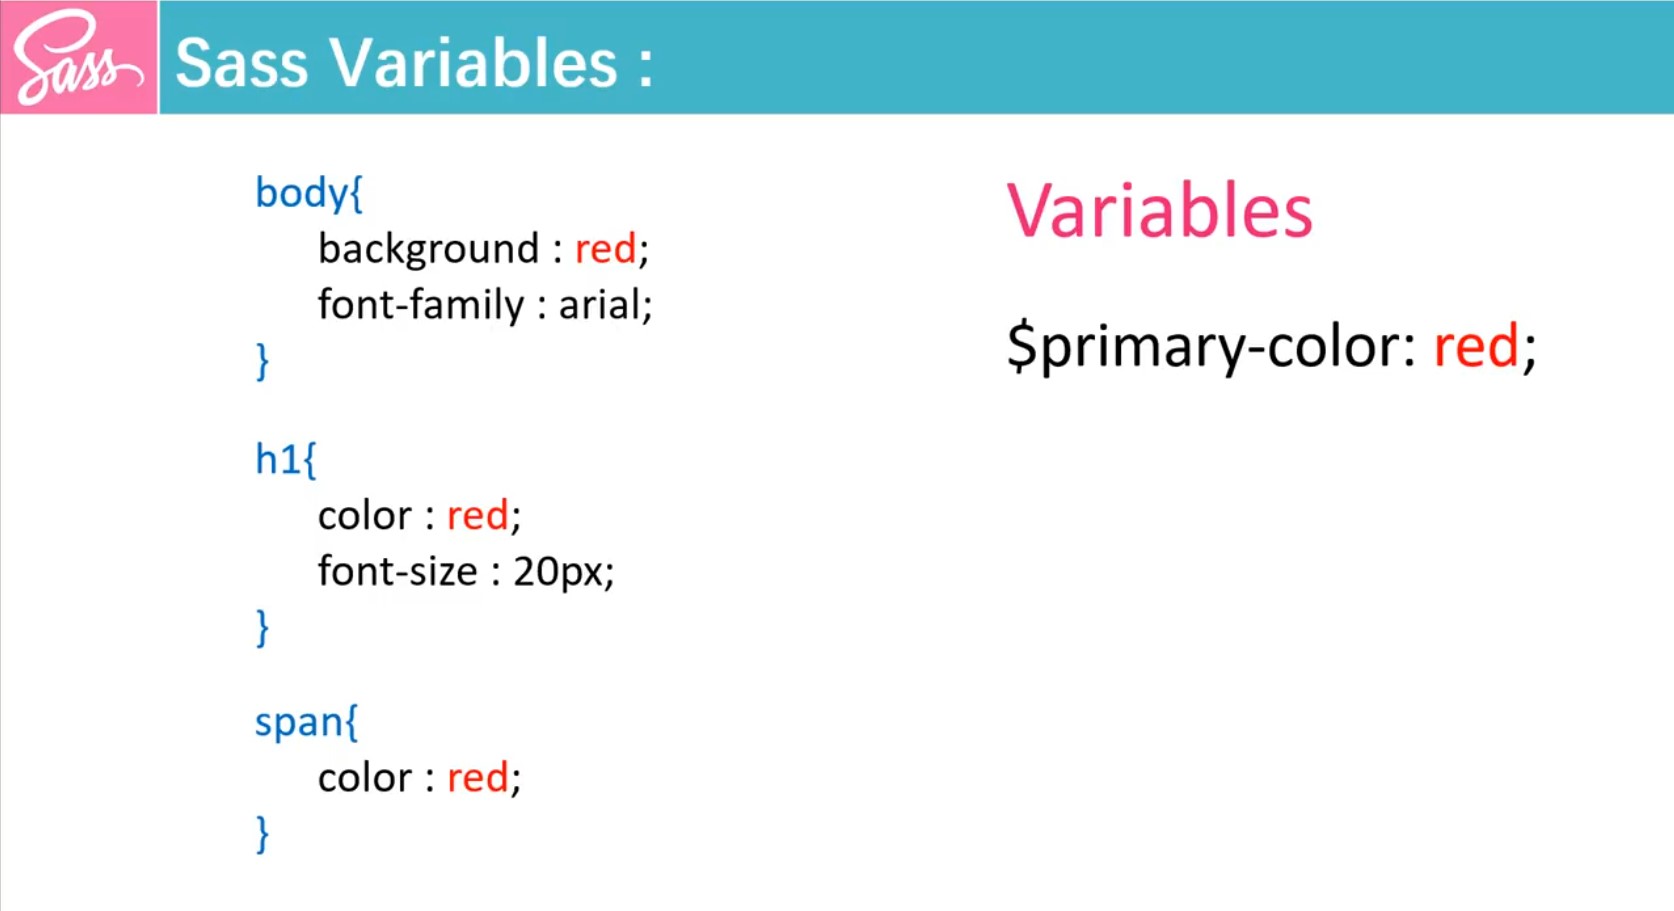 Sass
Sass Variables :
body{
background : red;
font-family : arial;
}
h1{
color : red;
font-size : 20px;
}
span{
color : red;
}
Variables
$primary-color: red;